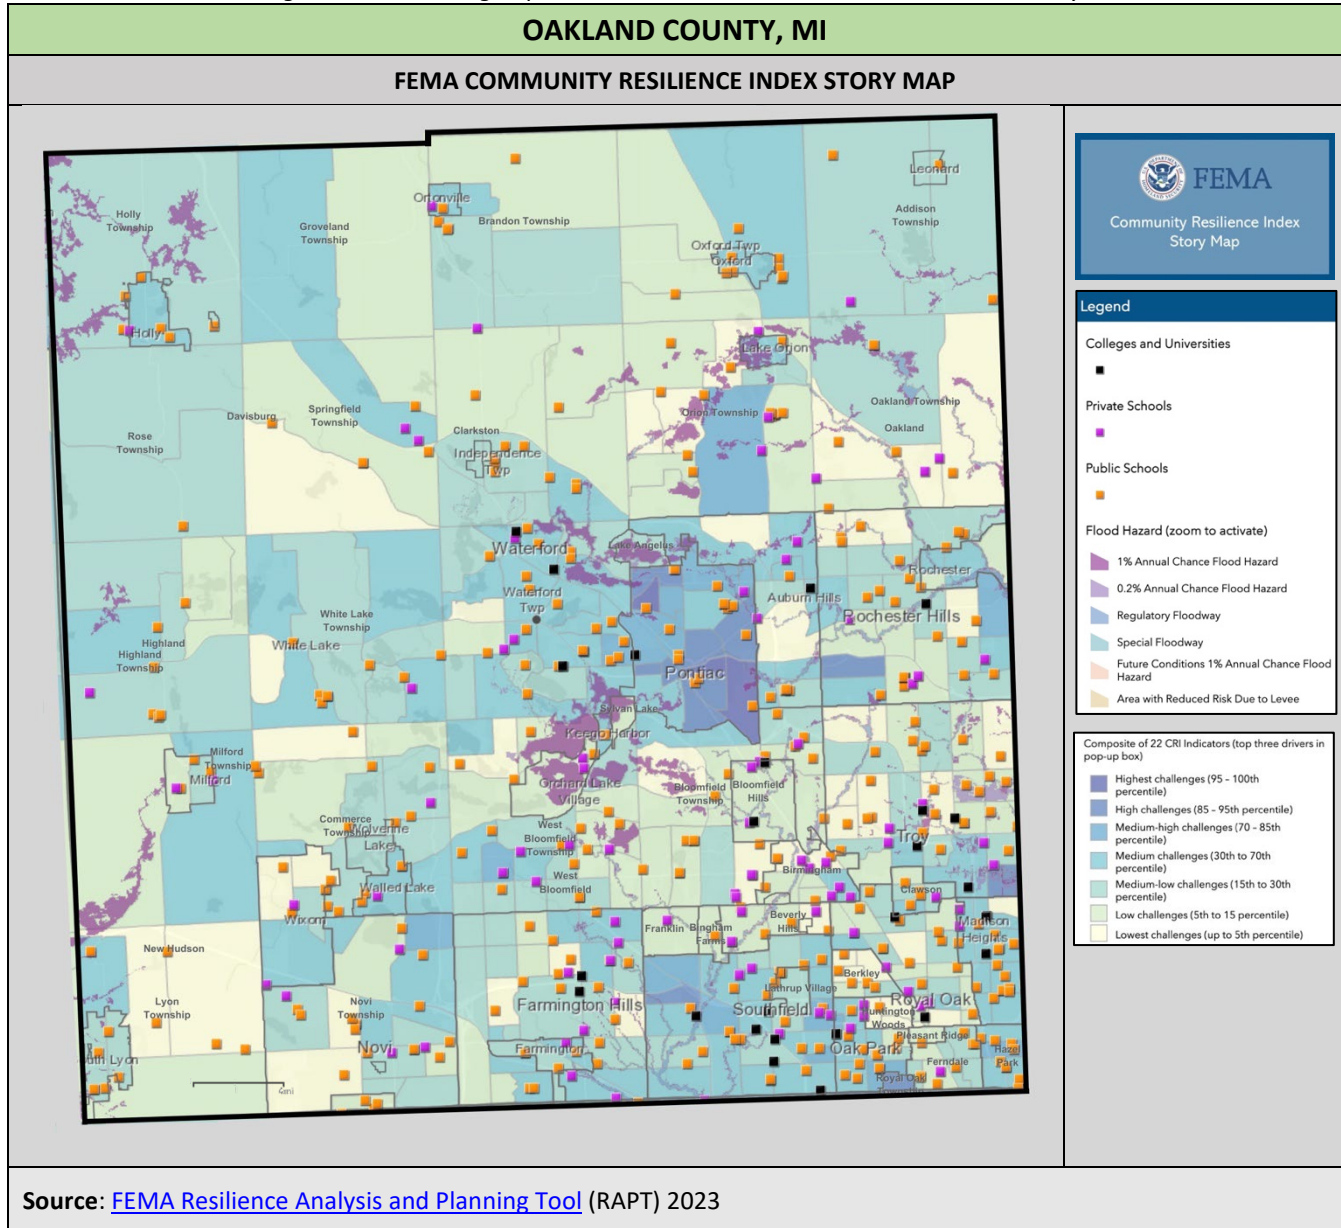 OAKLAND COUNTY, MI
FEMA COMMUNITY RESILIENCE INDEX STORY MAP
Holly
Township
Groveland
Township
Ortonville
Brandon Township
Leonard
Addison
Township
Oxford Twp
Oxford
Holly
Lake Orion
Davisburg
Springfield
Township
Orion Township
Oakland Township
Oakland
Rose
Township
Clarkston
Independence
Twp
Waterford
Lake Angelus
Rochester
Waterford
Twp
Auburn Hills
Rochester Hills
White Lake
Township
White Lake
Highland
Highland
Township
Pontiac
Sylvan Lake
Keego Harbor
Milford
Township
Milford
Orchard Lake
Village
Bloomfield
Township
Bloomfield
Hills
Commerce
Township
Wolverine
Lake
West
Bloomfield
Township
Troy
West
Bloomfield
Birmingham
Walled Lake
Clawson
Wixom
Franklin
Bingham
Farms
Beverly
Hills
Madison
Heights
New Hudson
Berkley
Lyon
Township
Novi
Township
Farmington Hills
Southfield
Lathrup Village
Royal Oak
Huntington
Woods
Pleasant Ridge
Novi
Farmington
Oak Park
Ferndale
Hazel
Park
uth Lyon
Royal Oak
4mi
FEMA
Community Resilience Index
Story Map
Legend
Colleges and Universities
Private Schools
Public Schools
Flood Hazard (zoom to activate)
1% Annual Chance Flood Hazard
0.2% Annual Chance Flood Hazard
Regulatory Floodway
Special Floodway
Future Conditions 1% Annual Chance Flood
Hazard
Area with Reduced Risk Due to Levee
Composite of 22 CRI Indicators (top three drivers in
pop-up box)
Highest challenges (95 - 100th
percentile)
High challenges (85 - 95th percentile)
Medium-high challenges (70 - 85th
percentile)
Medium challenges (30th to 70th
percentile)
Medium-low challenges (15th to 30th
percentile)
Low challenges (5th to 15 percentile)
Lowest challenges (up to 5th percentile)
Source: FEMA Resilience Analysis and Planning Tool (RAPT) 2023